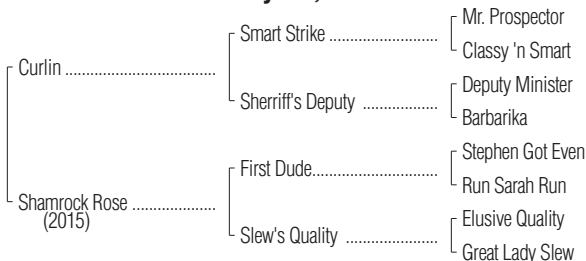 Mr. Prospector
Smart Strike ......................
Classy 'n Smart
Curlin ....................................
Deputy Minister
Sherriff's Deputy ..................
Barbarika
Stephen Got Even
First Dude.............................
Run Sarah Run
Shamrock Rose ....................
(2015)
Elusive Quality
Slew's Quality ......................
Great Lady Slew